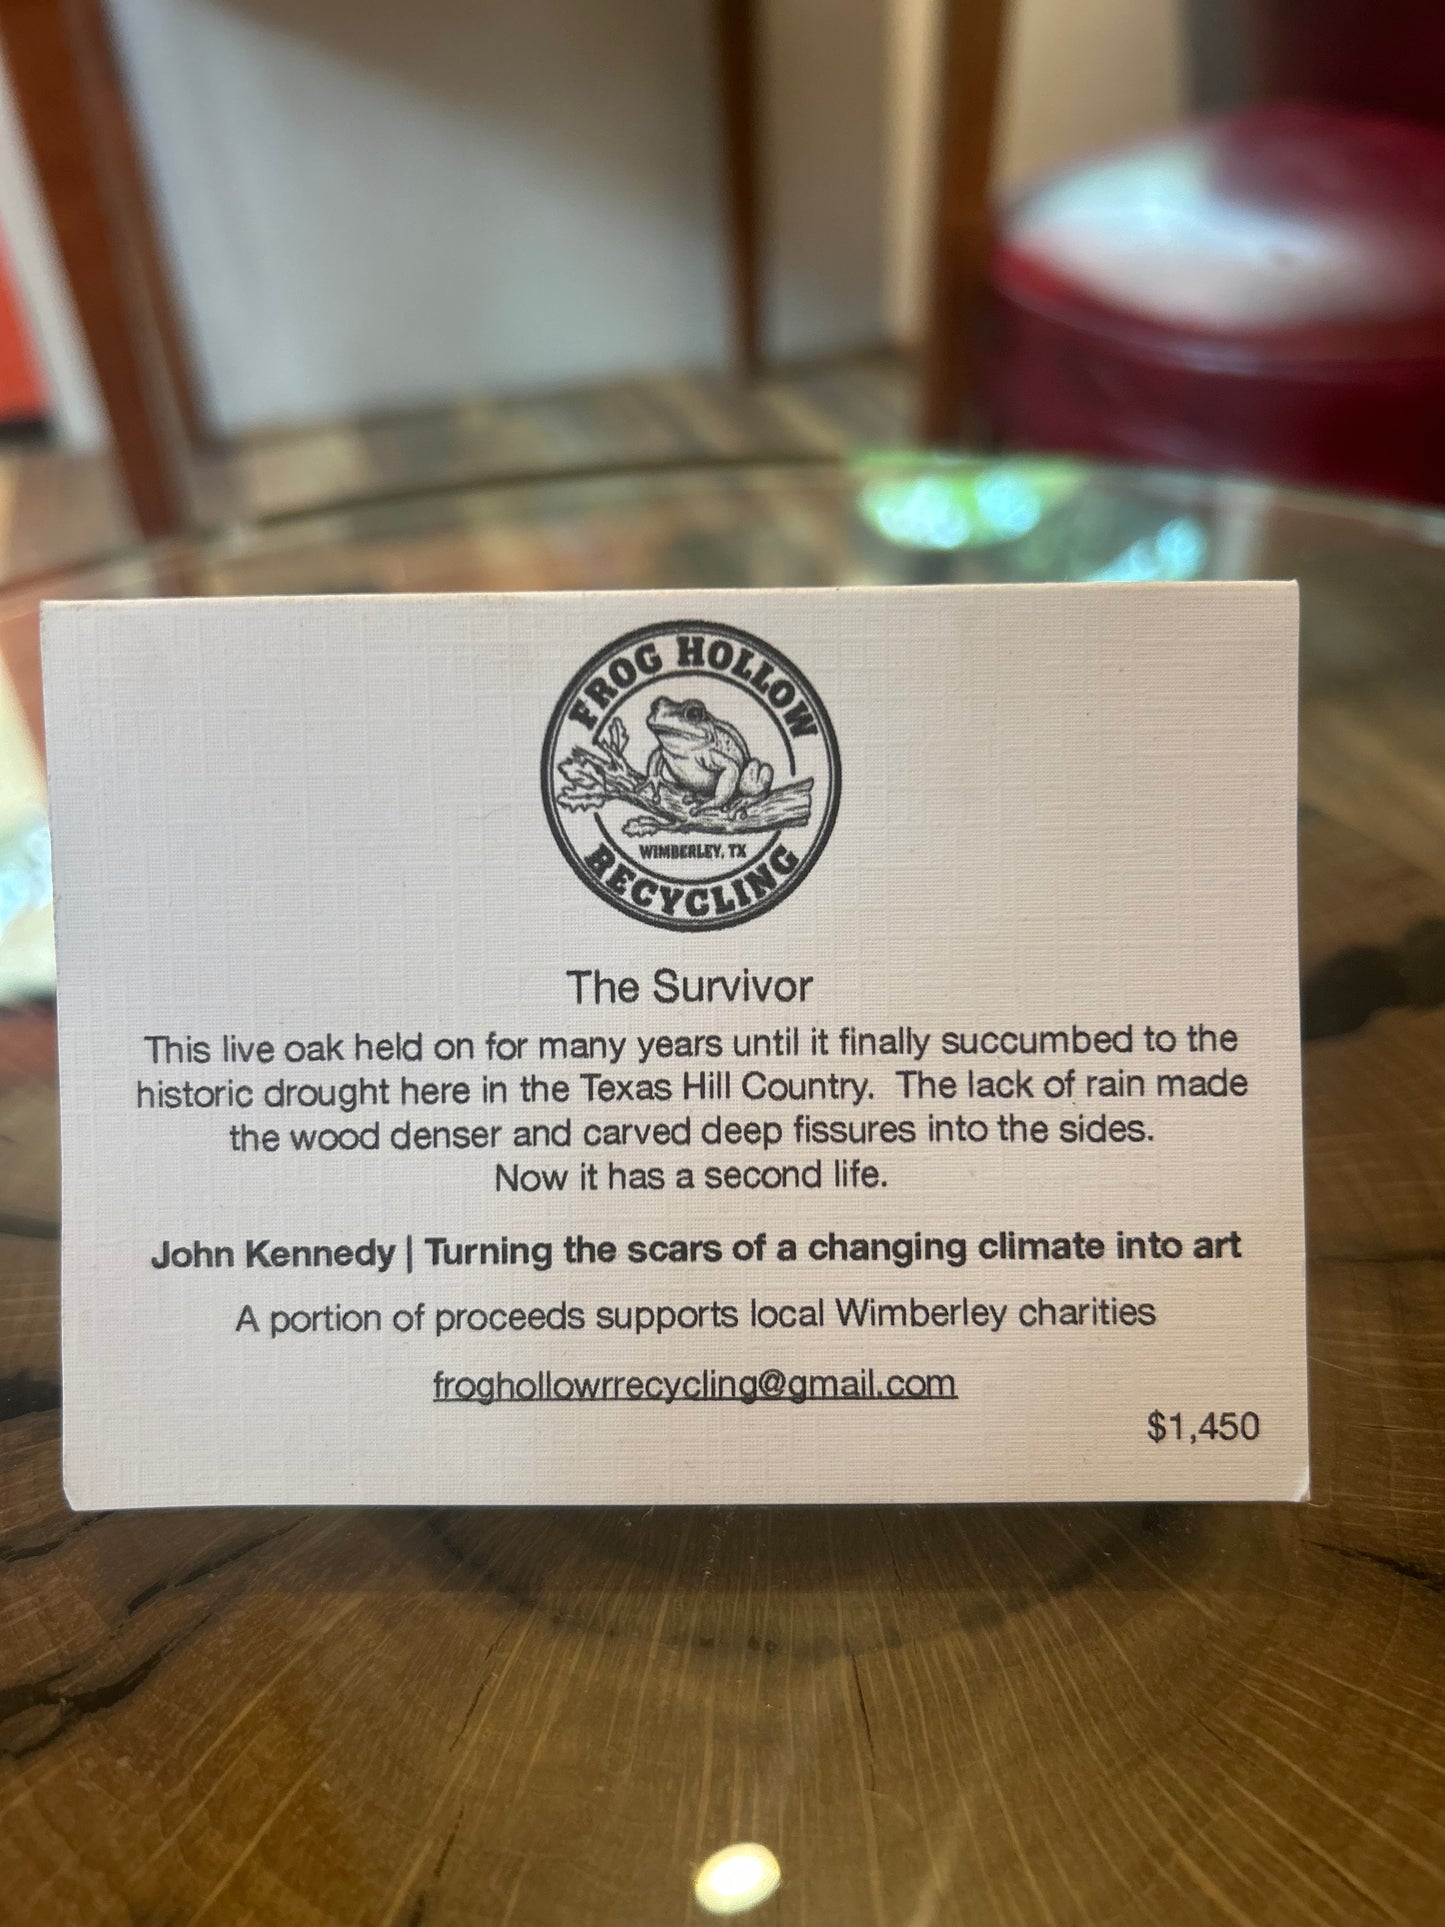 FROG HOLLOW
WIMBERLEY, TX
RECYCLING
The Survivor
This live oak held on for many years until it finally succumbed to the
historic drought here in the Texas Hill Country. The lack of rain made
the wood denser and carved deep fissures into the sides.
Now it has a second life.
John Kennedy | Turning the scars of a changing climate into art
A portion of proceeds supports local Wimberley charities
froghollowrrecycling@gmail.com
$1,450